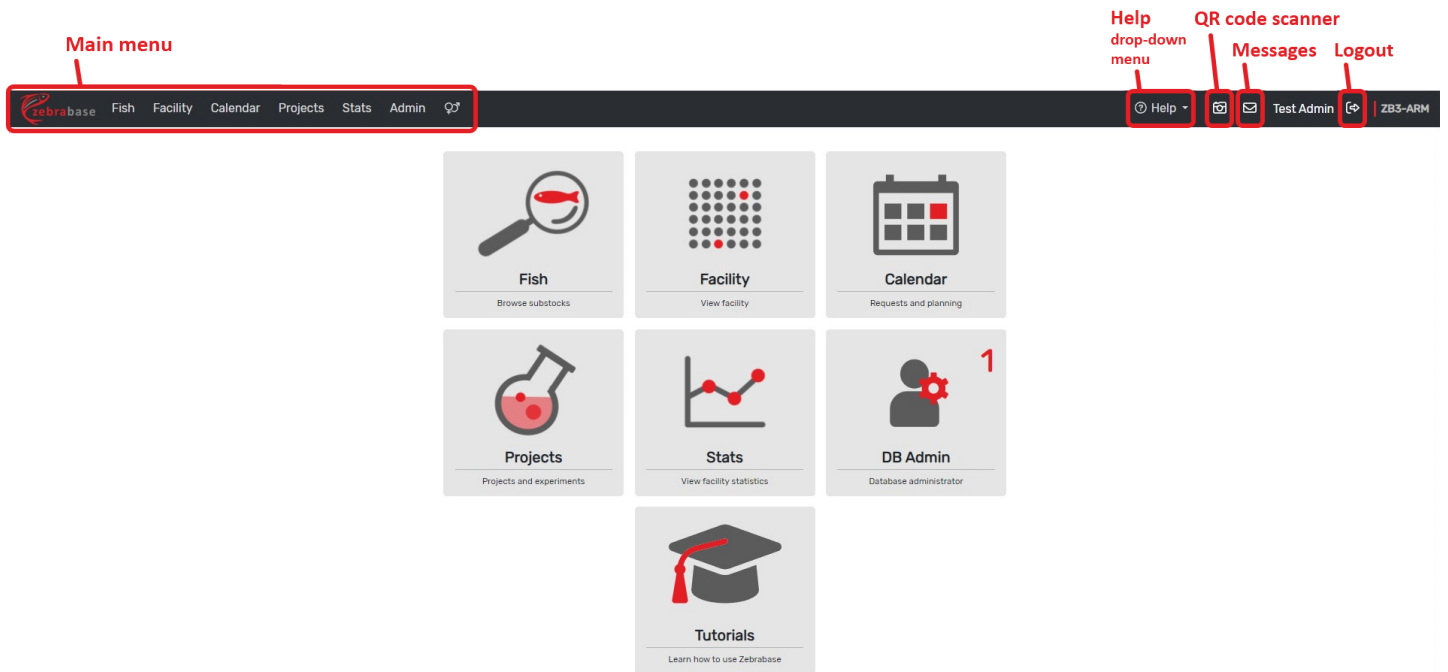 Help
QR code scanner
drop-down
menu
Main menu
Messages
Logout
zebrabase Fish Facility Calendar Projects Stats Admin Help Test Admin ZB3-ARM
Fish
Browse substocks
Facility
View facility
Calendar
Requests and planning
Projects
Projects and experiments
Stats
View facility statistics
1
DB Admin
Database administrator
Tutorials
Learn how to use Zebrabase